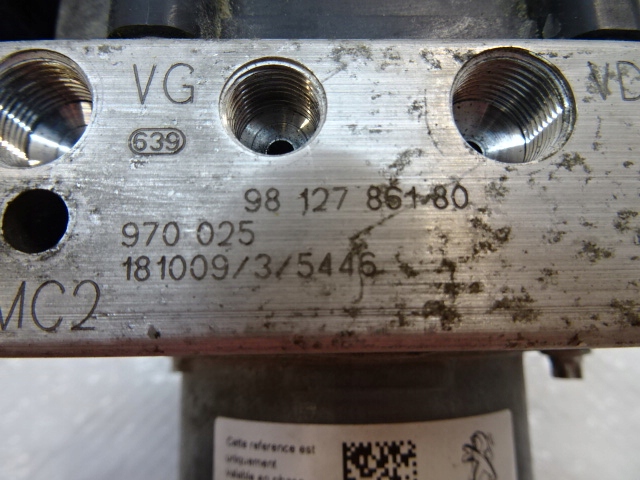 VG VD
639
98 127 861 80
970 025
181009/3/5446
MC2
Cette reference est
uniquement